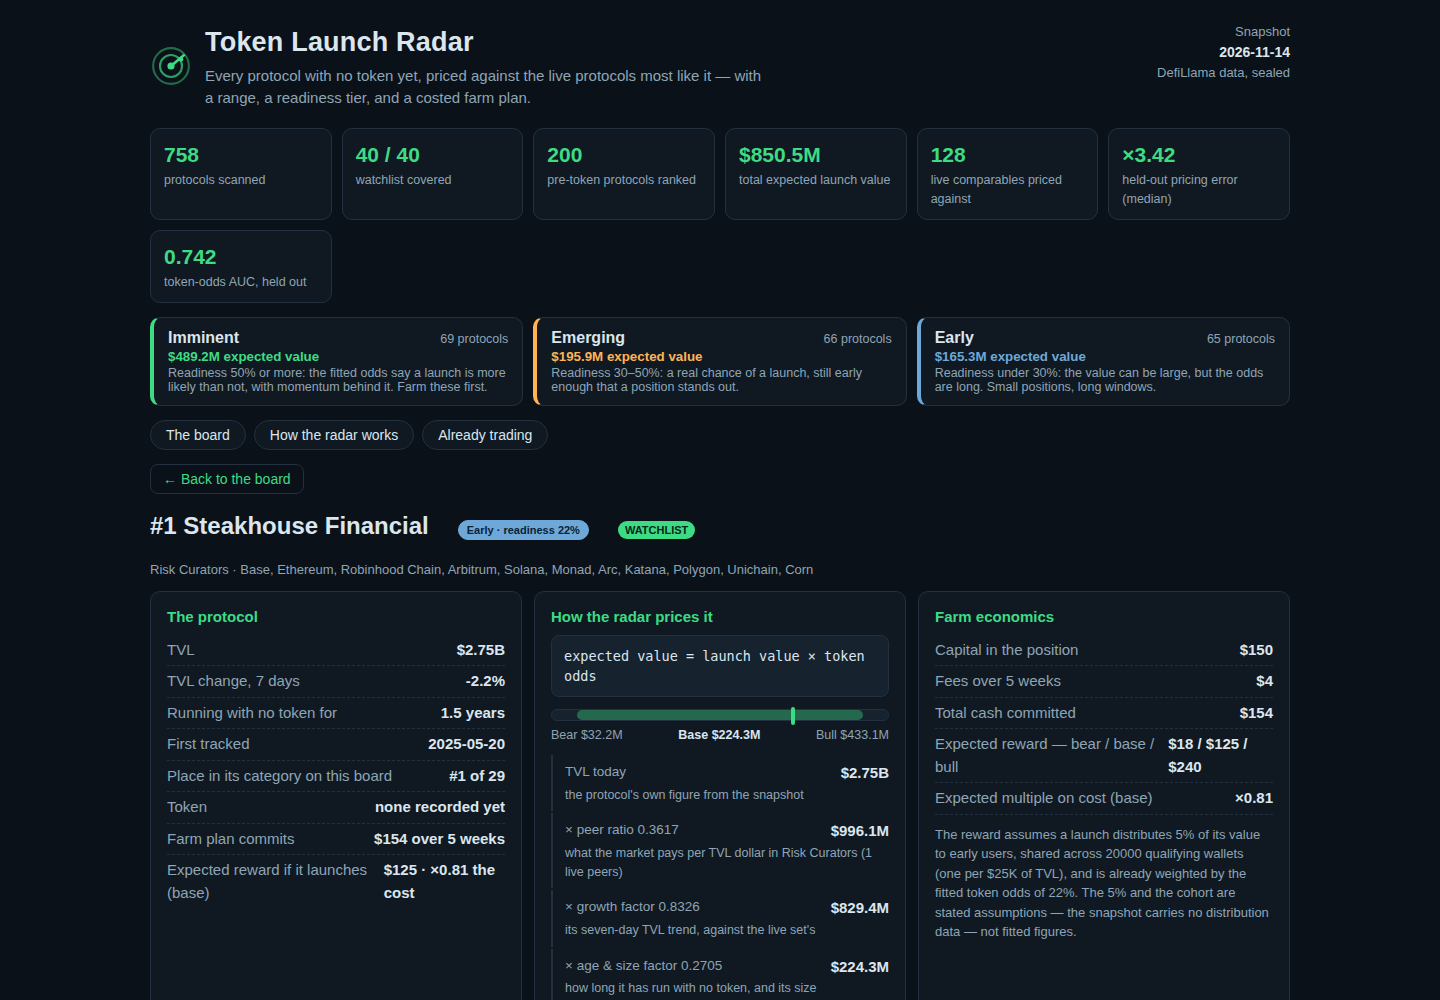 Token Launch Radar
Every protocol with no token yet, priced against the live protocols most like it — with
a range, a readiness tier, and a costed farm plan.
Snapshot
2026-11-14
DefiLlama data, sealed
758
protocols scanned
40 / 40
watchlist covered
200
pre-token protocols ranked
$850.5M
total expected launch value
128
live comparables priced
against
×3.42
held-out pricing error
(median)
0.742
token-odds AUC, held out
Imminent
69 protocols
$489.2M expected value
Readiness 50% or more: the fitted odds say a launch is more
likely than not, with momentum behind it. Farm these first.
Emerging
66 protocols
$195.9M expected value
Readiness 30–50%: a real chance of a launch, still early
enough that a position stands out.
Early
65 protocols
$165.3M expected value
Readiness under 30%: the value can be large, but the odds
are long. Small positions, long windows.
The board
How the radar works
Already trading
← Back to the board
#1 Steakhouse Financial
Early · readiness 22%
WATCHLIST
Risk Curators · Base, Ethereum, Robinhood Chain, Arbitrum, Solana, Monad, Arc, Katana, Polygon, Unichain, Corn
The protocol
TVL $2.75B
TVL change, 7 days -2.2%
Running with no token for 1.5 years
First tracked 2025-05-20
Place in its category on this board #1 of 29
Token none recorded yet
Farm plan commits $154 over 5 weeks
Expected reward if it launches $125 · ×0.81 the
(base) cost
How the radar prices it
expected value = launch value × token
odds
Bear $32.2M Base $224.3M Bull $433.1M
TVL today $2.75B
the protocol's own figure from the snapshot
× peer ratio 0.3617 $996.1M
what the market pays per TVL dollar in Risk Curators (1
live peers)
× growth factor 0.8326 $829.4M
its seven-day TVL trend, against the live set's
× age & size factor 0.2705 $224.3M
how long it has run with no token, and its size
Farm economics
Capital in the position $150
Fees over 5 weeks $4
Total cash committed $154
Expected reward — bear / base / $18 / $125 /
bull $240
Expected multiple on cost (base) ×0.81
The reward assumes a launch distributes 5% of its value
to early users, shared across 20000 qualifying wallets
(one per $25K of TVL), and is already weighted by the
fitted token odds of 22%. The 5% and the cohort are
stated assumptions — the snapshot carries no distribution
data — not fitted figures.